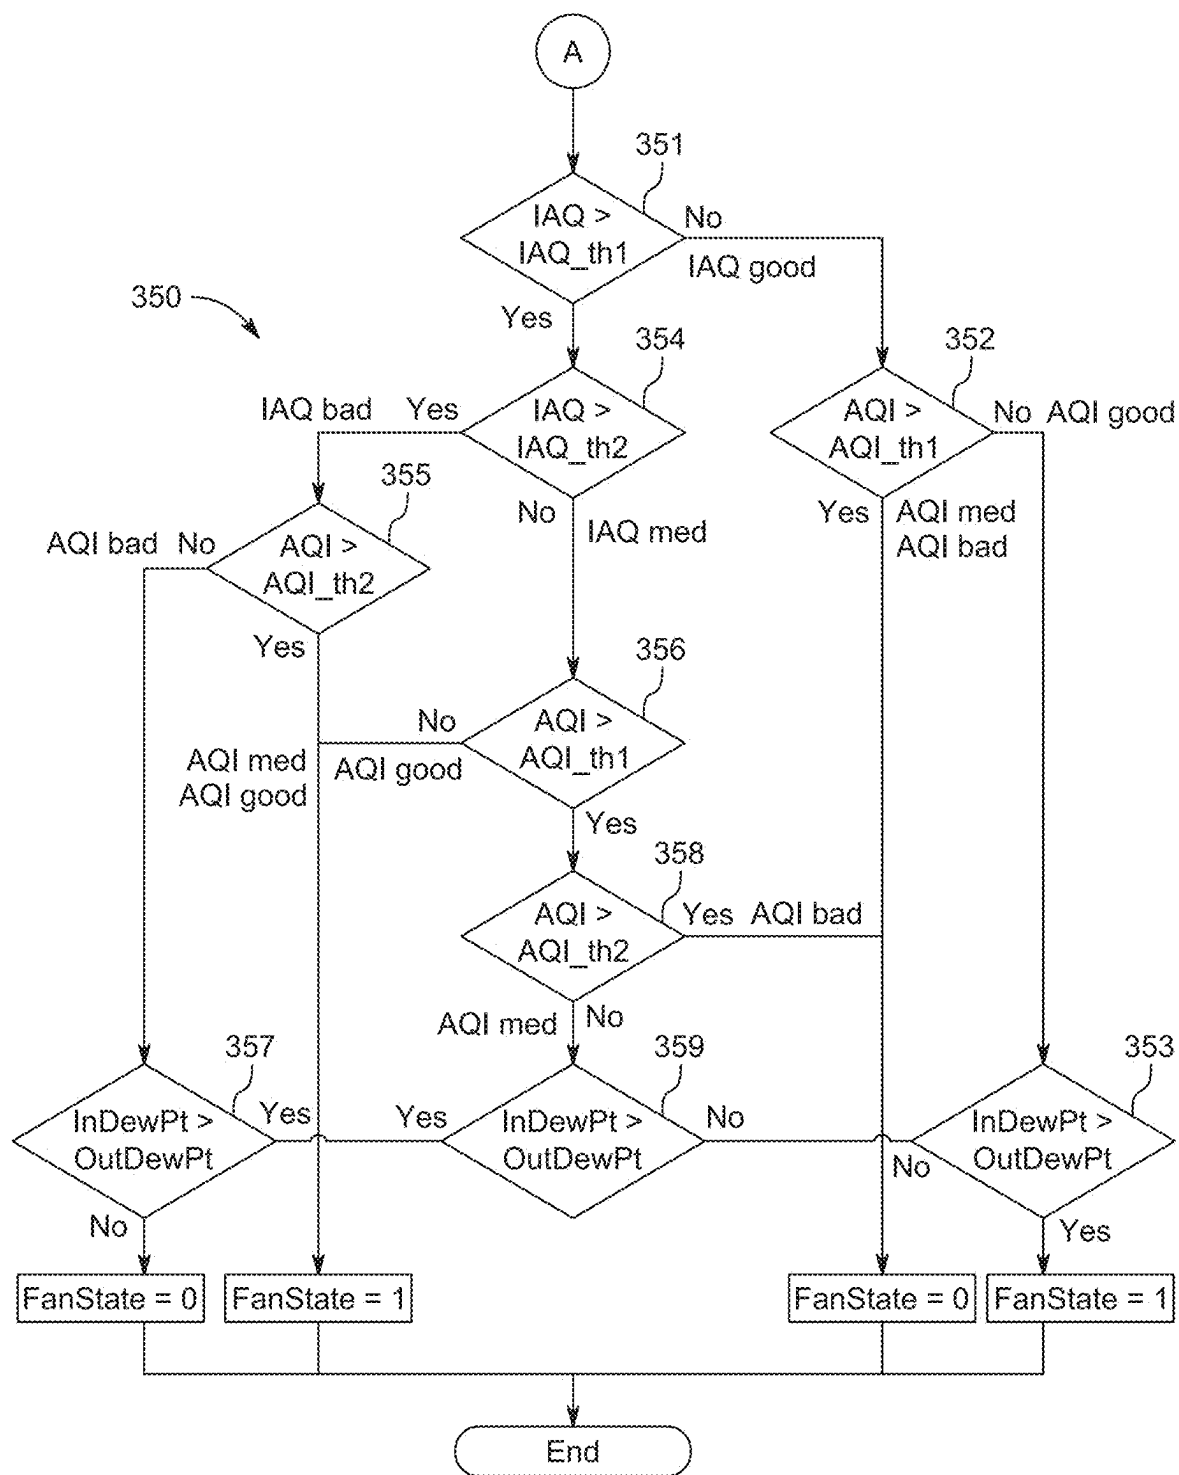 A
351
IAQ >
IAQ_th1
No
IAQ good
Yes
350
354
352
IAQ bad Yes
IAQ >
IAQ_th2
AQI >
AQI_th1
No AQI good
355
No
IAQ med
Yes
AQI med
AQI bad
AQI bad No
AQI >
AQI_th2
Yes
356
No
AQI >
AQI_th1
AQI med
AQI good
AQI good
Yes
358
AQI >
AQI_th2
Yes AQI bad
AQI med
No
357
359
353
InDewPt >
OutDewPt
Yes
Yes
InDewPt >
OutDewPt
No
No
InDewPt >
OutDewPt
No
Yes
FanState = 0
FanState = 1
FanState = 0
FanState = 1
End